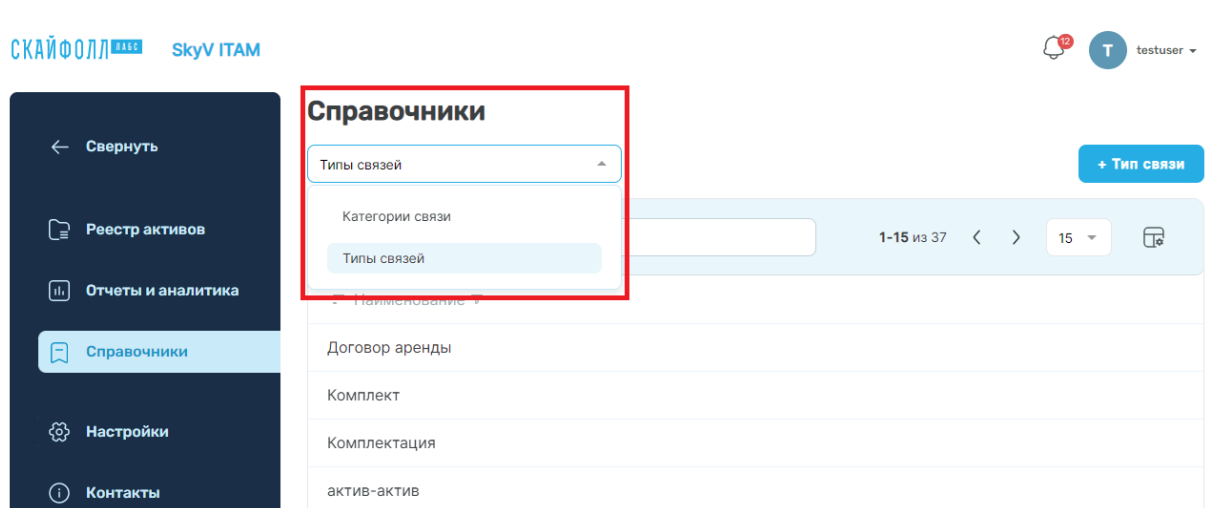 СКАЙФОЛЛ ЛАБС SkyV ITAM
12
T testuser
Справочники
Свернуть
Типы связей
+ Тип связи
Категории связи
Типы связей
Реестр активов
1-15 из 37
15
Отчеты и аналитика
Наименование
Справочники
Договор аренды
Комплект
Настройки
Комплектация
Контакты
актив-актив